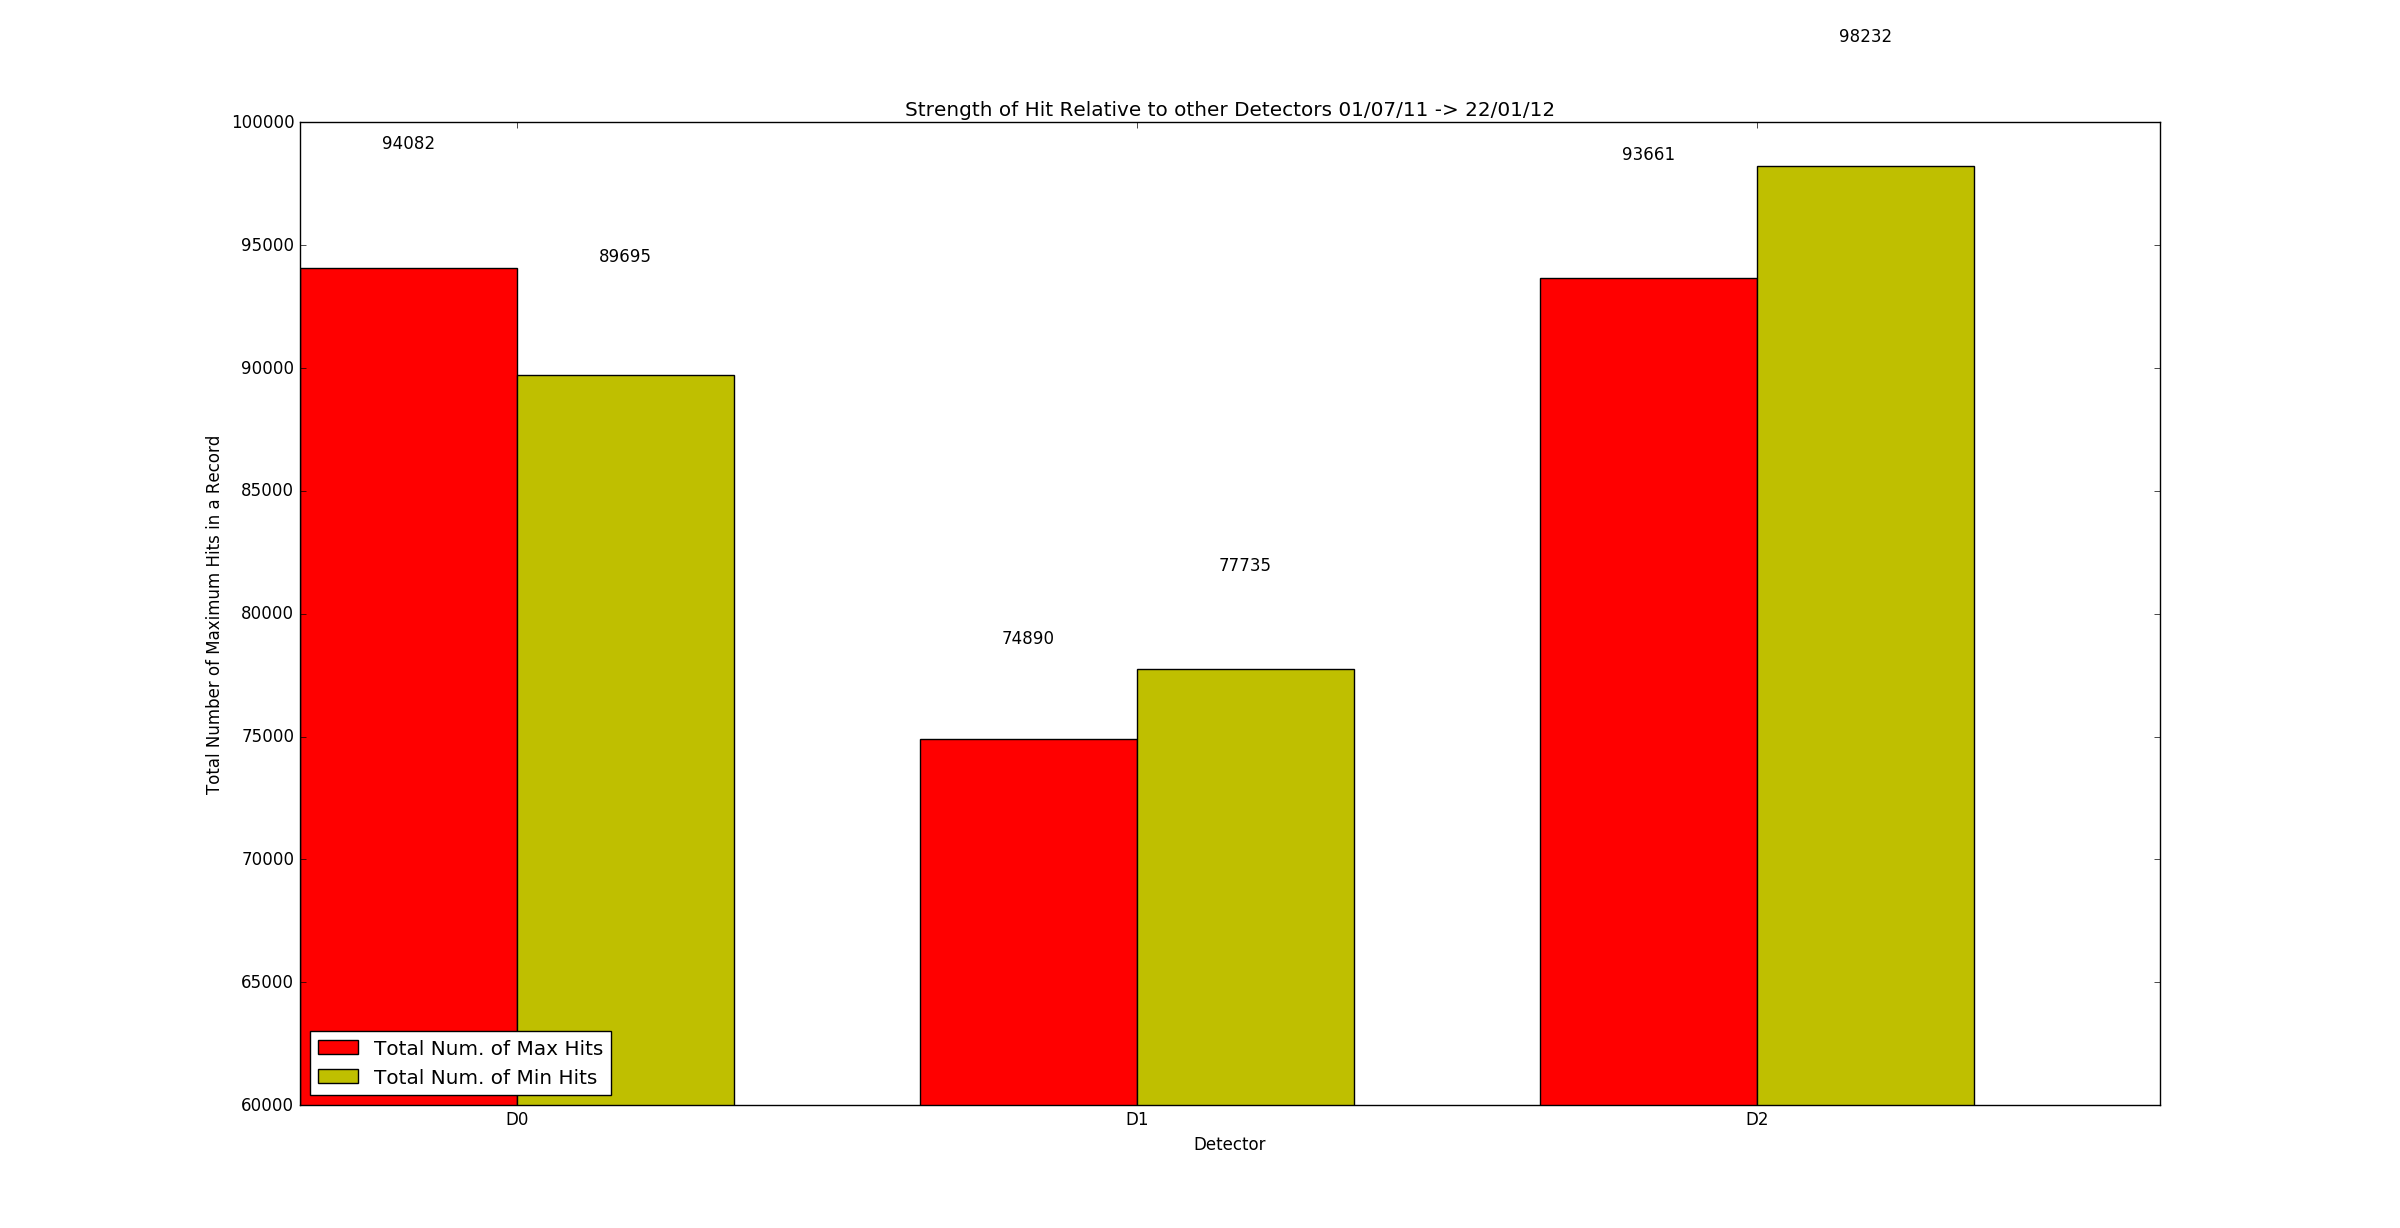 98232
Strength of Hit Relative to other Detectors 01/07/11 -> 22/01/12
100000
94082
93661
95000
89695
90000
85000
77735
80000
74890
75000
70000
65000
60000
Total Number of Maximum Hits in a Record
Total Num. of Max Hits
Total Num. of Min Hits
D0
D1
D2
Detector